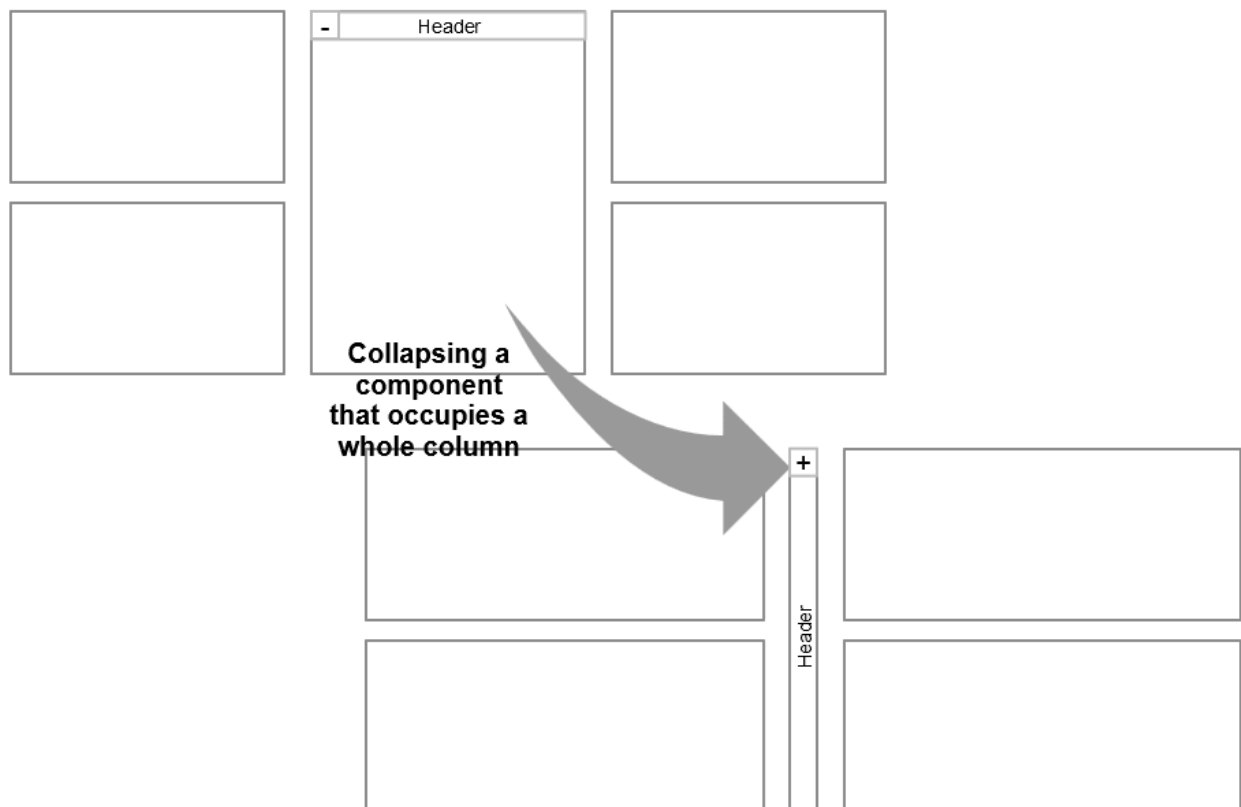 -
Header
Collapsing a
component
that occupies a
whole column
+
Header